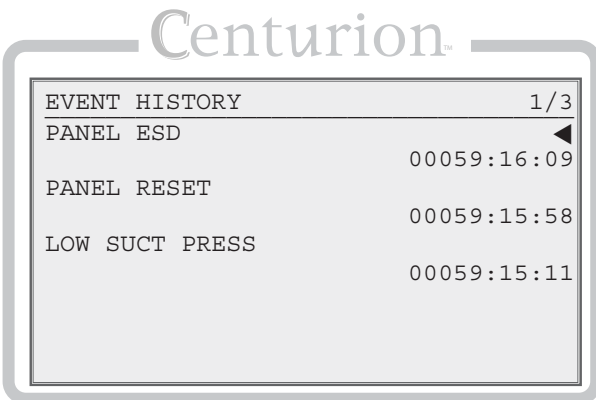 Centurion™
EVENT HISTORY 1/3
PANEL ESD ◀
00059:16:09
PANEL RESET
00059:15:58
LOW SUCT PRESS
00059:15:11